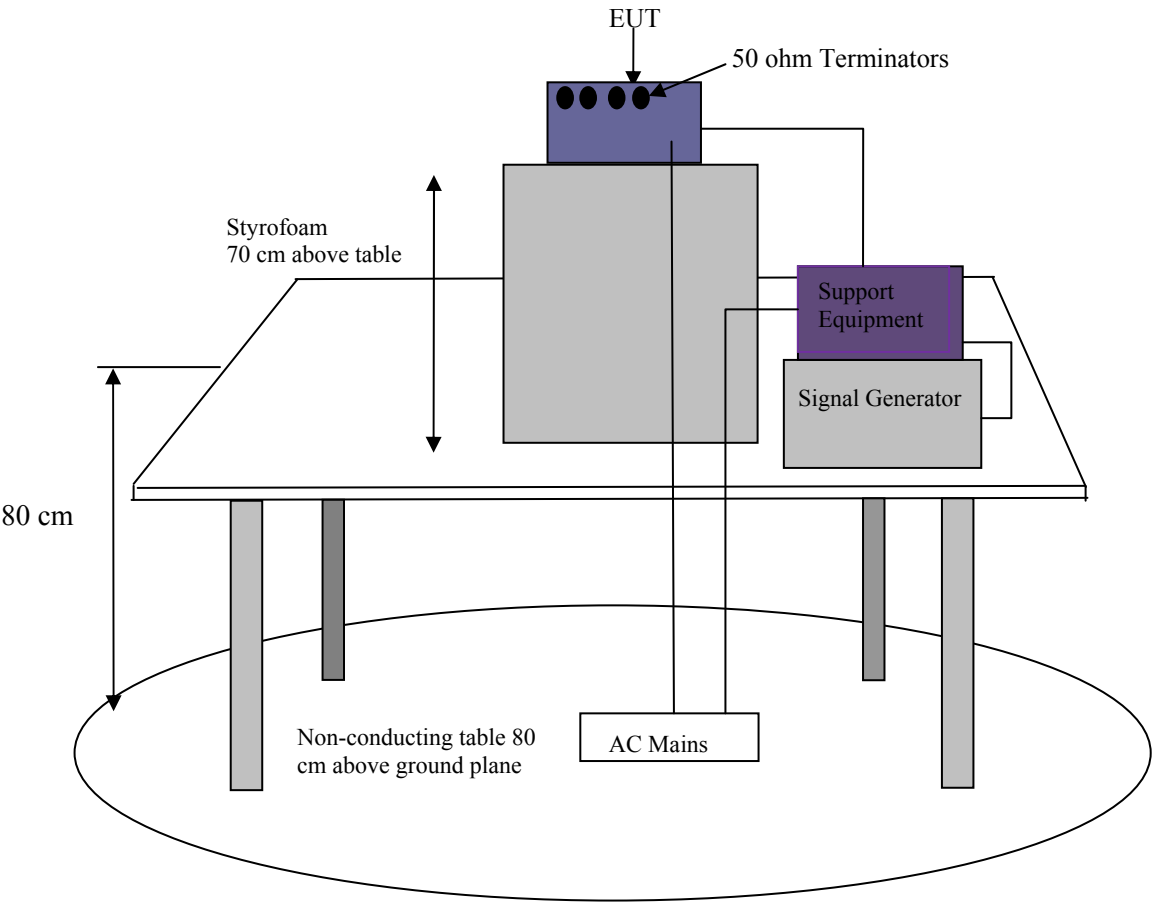 EUT
50 ohm Terminators
Styrofoam
70 cm above table
Support
Equipment
Signal Generator
80 cm
Non-conducting table 80
cm above ground plane
AC Mains